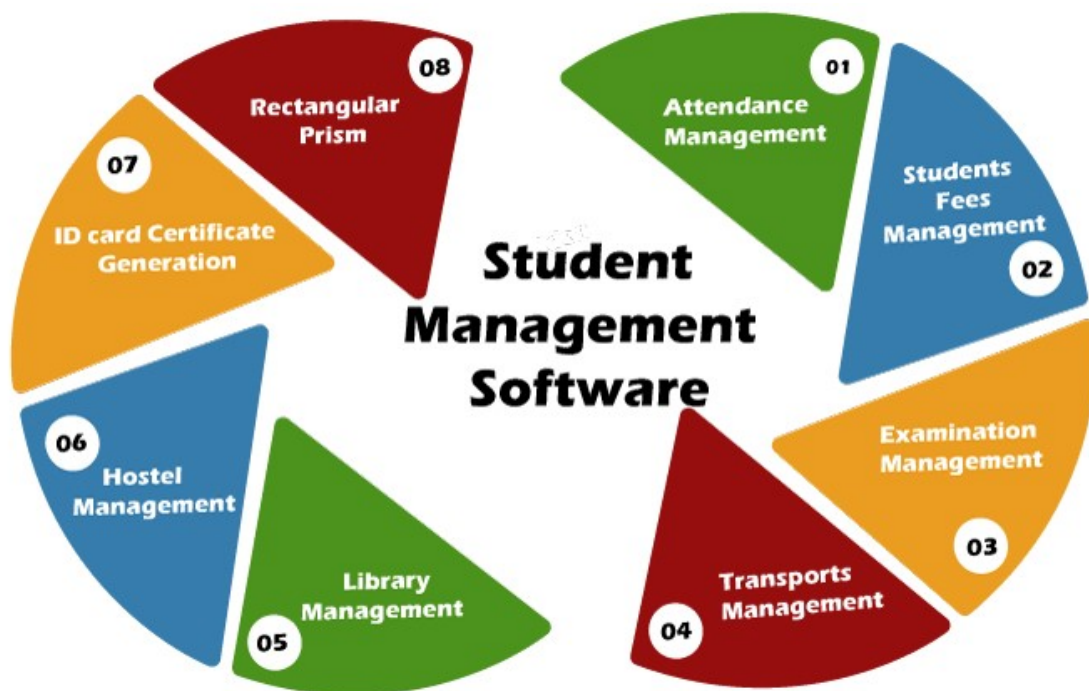 Student
Management
Software
01
Attendance
Management
Students
Fees
Management
02
Examination
Management
03
Transports
Management
04
Library
Management
05
06
Hostel
Management
07
ID card Certificate
Generation
08
Rectangular
Prism